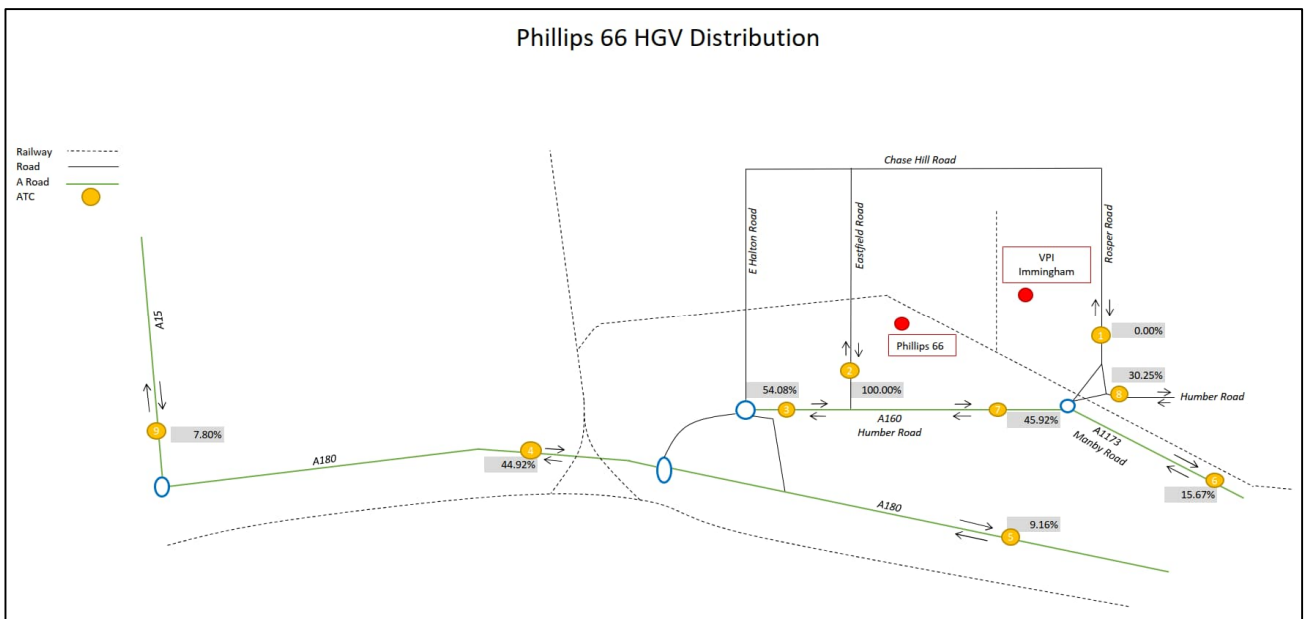 Phillips 66 HGV Distribution
Railway
Road
A Road
ATC
Chase Hill Road
E Halton Road
Eastfield Road
Rosper Road
VPI
Immingham
A15
Phillips 66
1
0.00%
2
30.25%
54.08%
100.00%
8
Humber Road
3
7
45.92%
A160
Humber Road
9
7.80%
A1173
Manby Road
4
A180
44.92%
6
15.67%
A180
9.16%
5